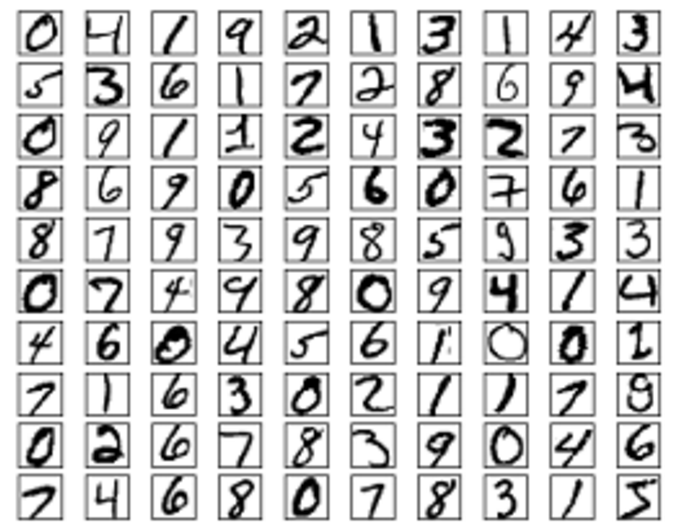 0 4 1 9 2 1 3 1 4 3
5 3 6 1 7 2 8 6 9 4
0 9 1 1 2 4 3 2 7 3
8 6 9 0 5 6 0 7 6 1
8 7 9 3 9 8 5 9 3 3
0 7 4 9 8 0 9 4 1 4
4 6 0 4 5 6 1 0 0 1
7 1 6 3 0 2 1 1 7 9
0 2 6 7 8 3 9 0 4 6
7 4 6 8 0 7 8 3 1 5